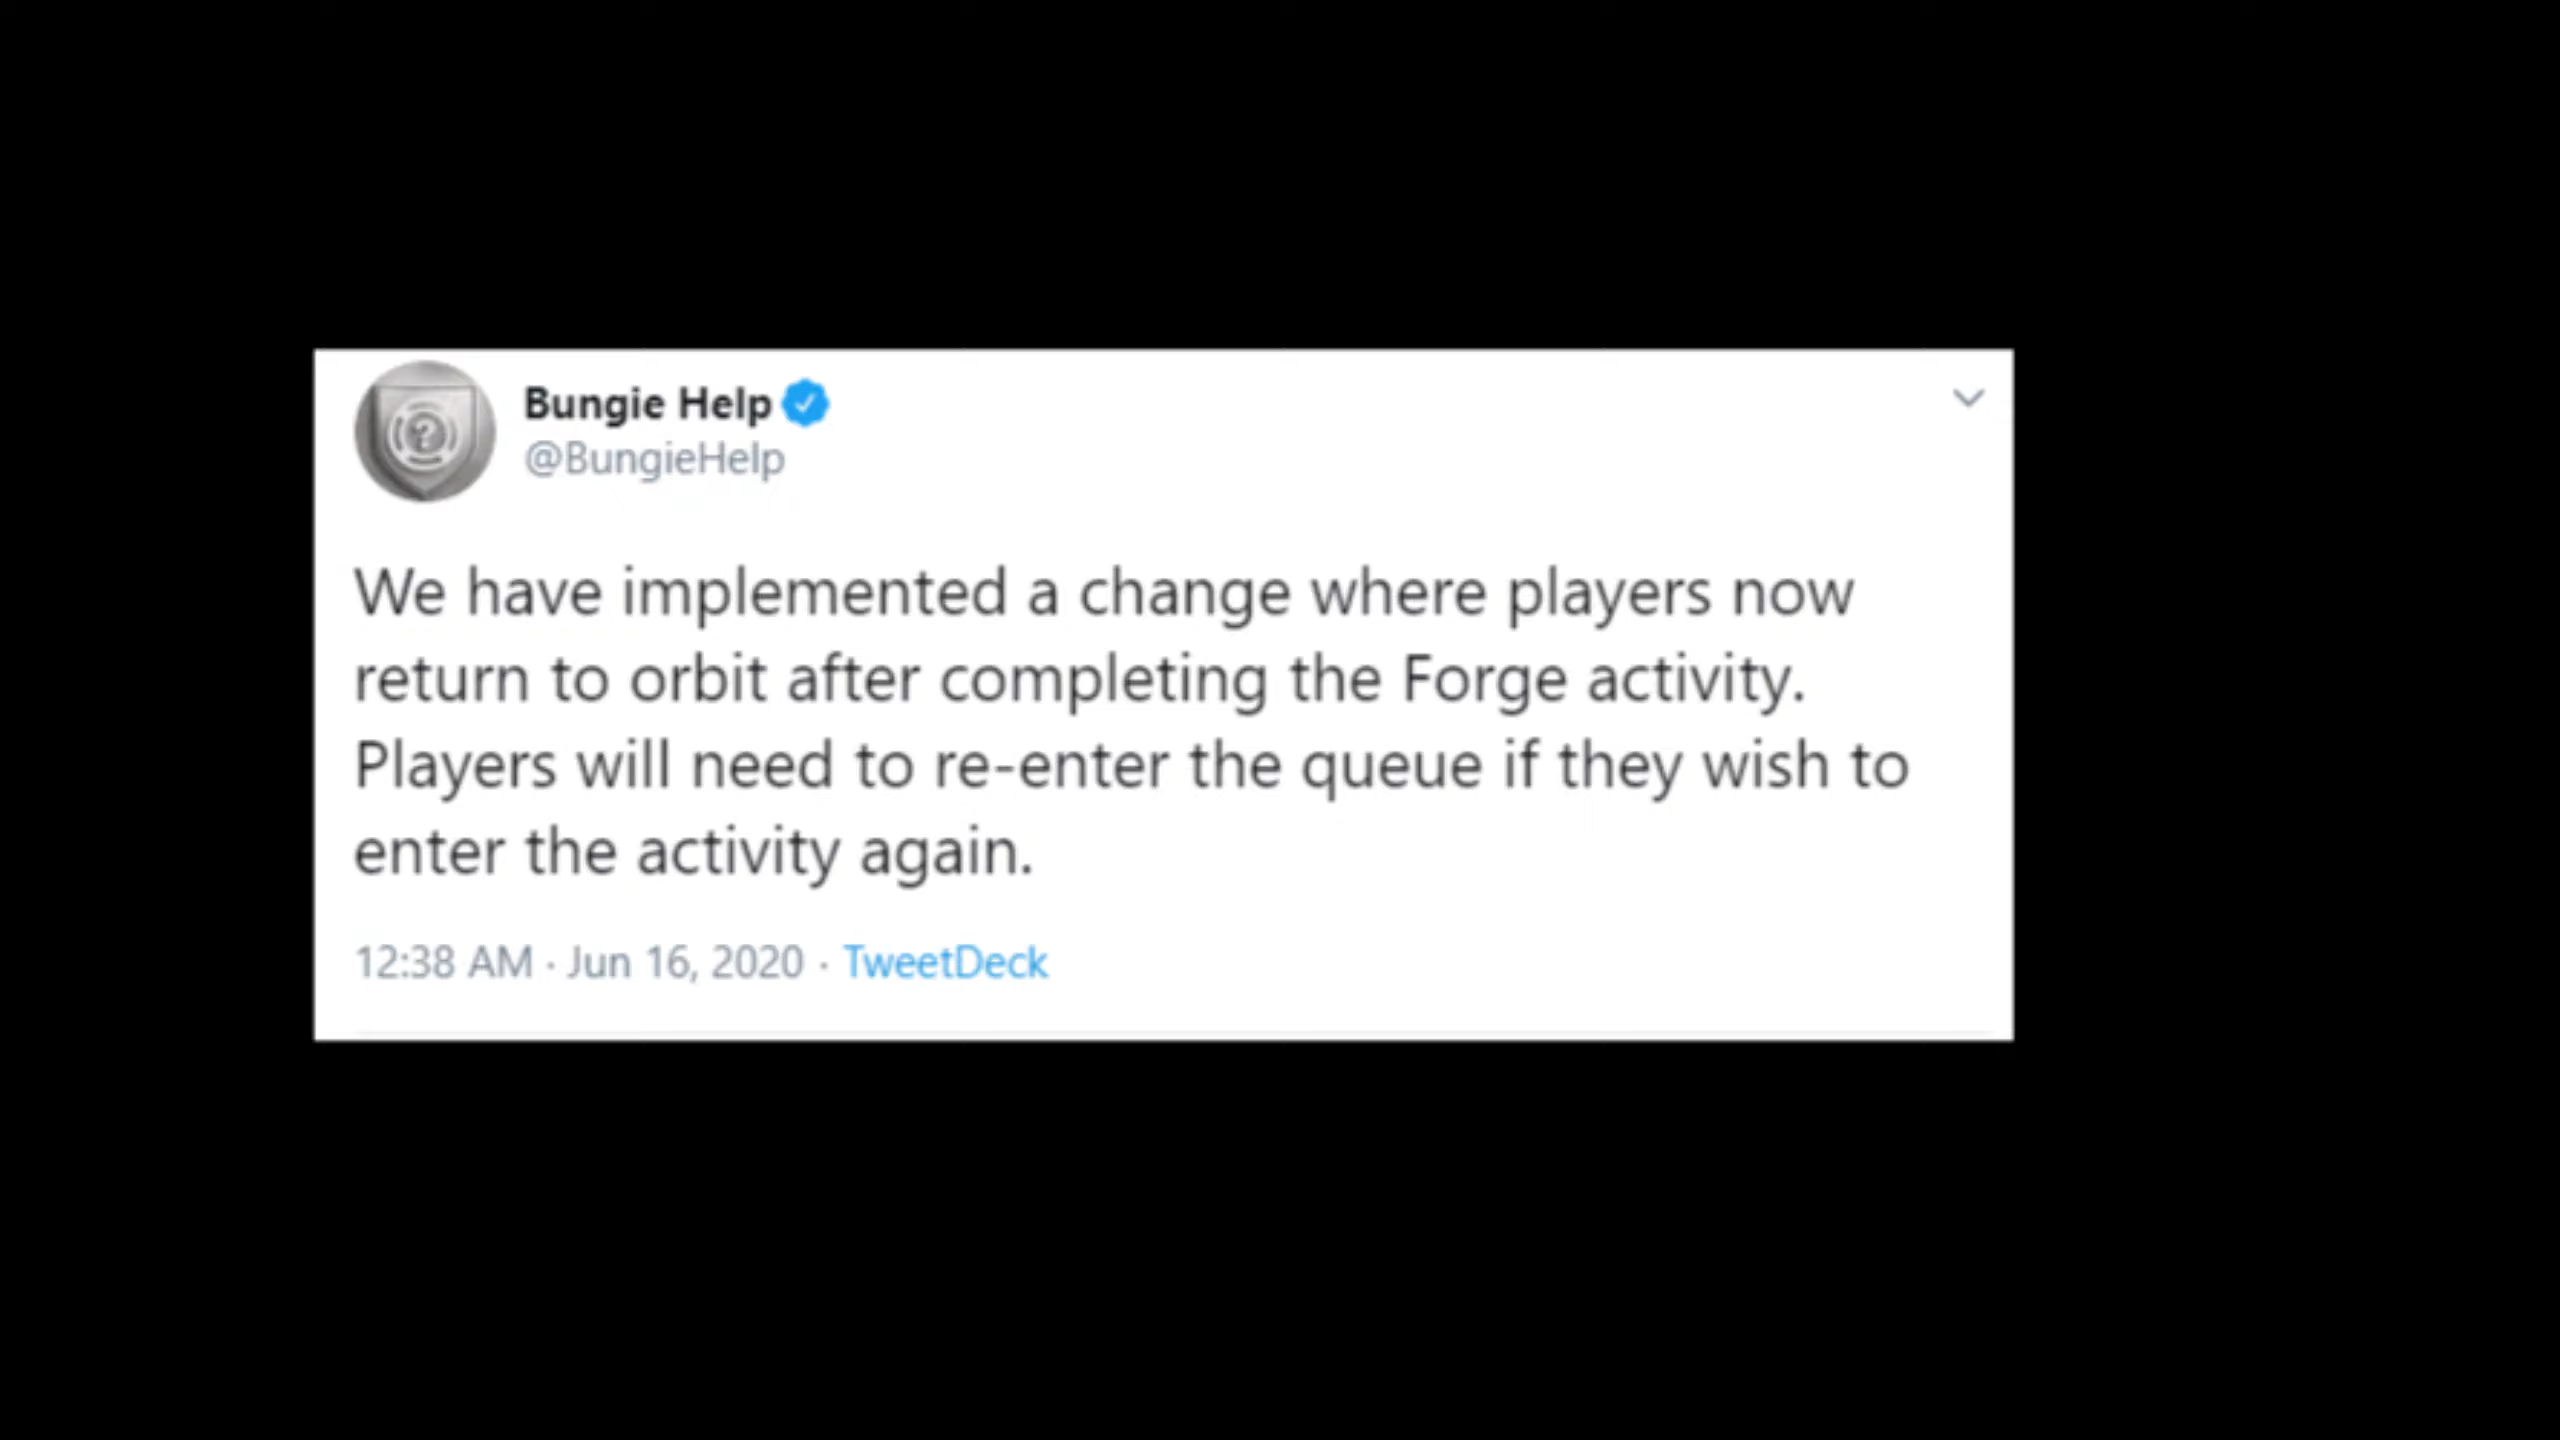 Bungie Help
@BungieHelp
We have implemented a change where players now
return to orbit after completing the Forge activity.
Players will need to re-enter the queue if they wish to
enter the activity again.
12:38 AM · Jun 16, 2020 · TweetDeck